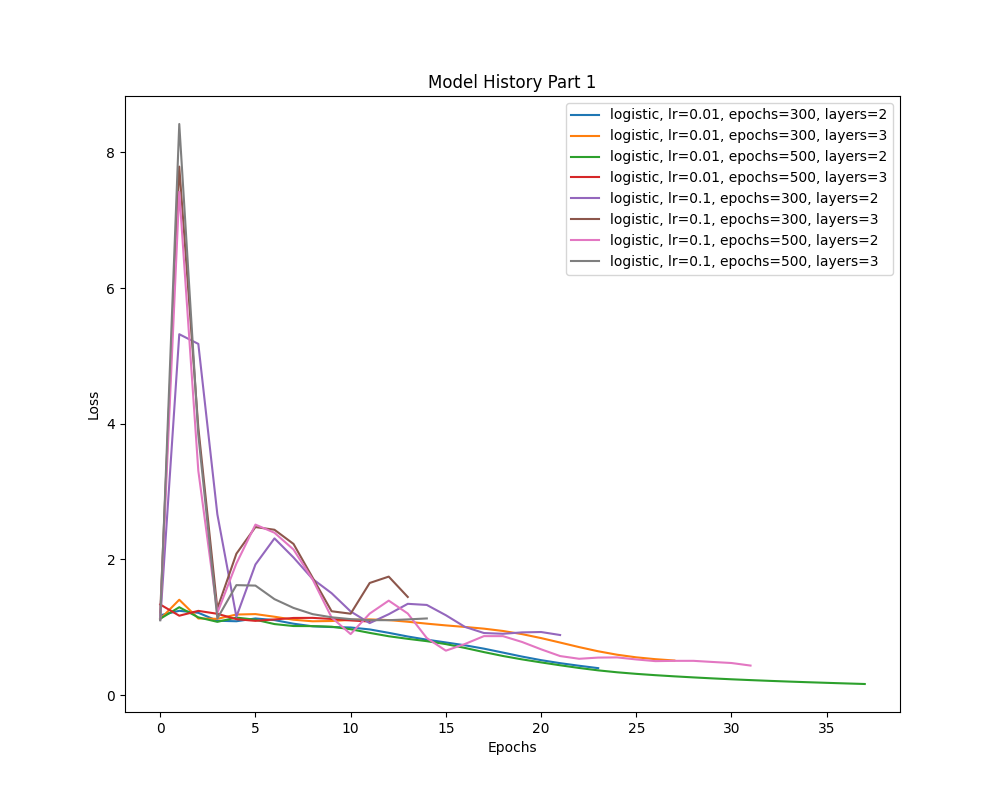 Model History Part 1
logistic, lr=0.01, epochs=300, layers=2
logistic, lr=0.01, epochs=300, layers=3
logistic, lr=0.01, epochs=500, layers=2
logistic, lr=0.01, epochs=500, layers=3
logistic, lr=0.1, epochs=300, layers=2
logistic, lr=0.1, epochs=300, layers=3
logistic, lr=0.1, epochs=500, layers=2
logistic, lr=0.1, epochs=500, layers=3
8
6
4
2
0
Loss
0 5 10 15 20 25 30 35
Epochs